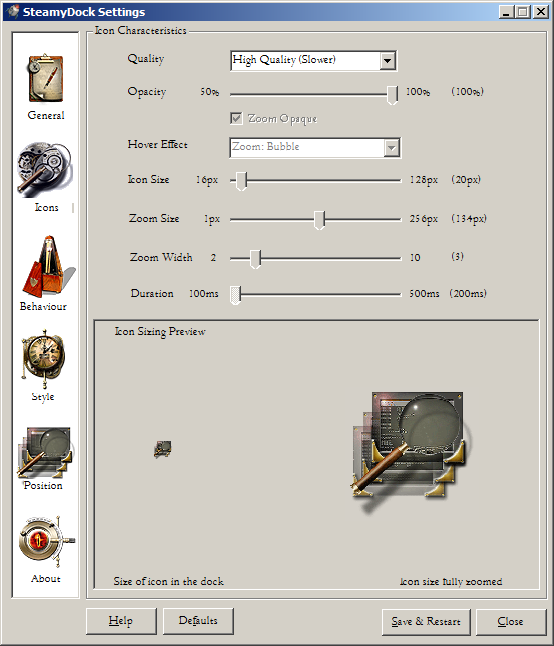 SteamyDock Settings
General
Icons
Behaviour
Style
Position
About
Icon Characteristics
Quality High Quality (Slower)
Opacity 50% 100% (100%)
Zoom Opaque
Hover Effect Zoom: Bubble
Icon Size 16px 128px (20px)
Zoom Size 1px 256px (134px)
Zoom Width 2 10 (3)
Duration 100ms 500ms (200ms)
Icon Sizing Preview
Size of icon in the dock Icon size fully zoomed
Help Defaults Save & Restart Close